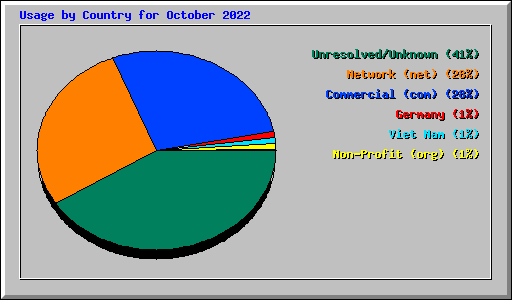 Usage by Country for October 2022
Unresolved/Unknown (41%)
Network (net) (28%)
Commercial (com) (28%)
Germany (1%)
Viet Nam (1%)
Non-Profit (org) (1%)